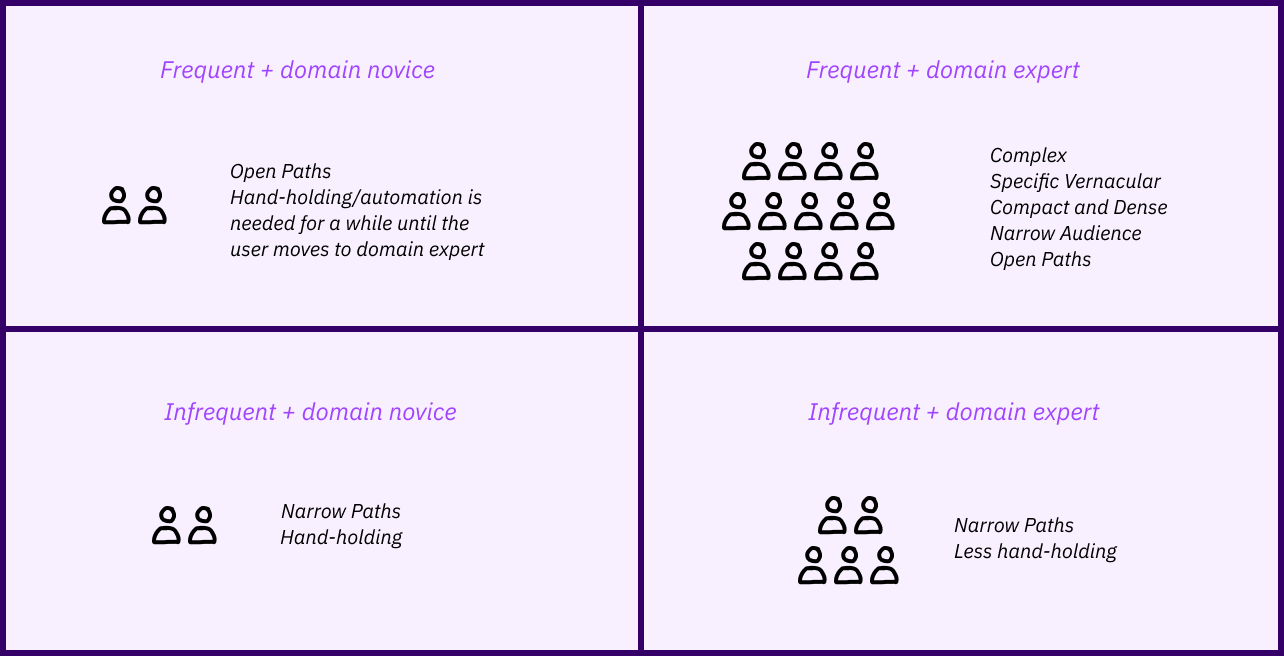 Frequent + domain novice
Open Paths
Hand-holding/automation is
needed for a while until the
user moves to domain expert
Frequent + domain expert
Complex
Specific Vernacular
Compact and Dense
Narrow Audience
Open Paths
Infrequent + domain novice
Narrow Paths
Hand-holding
Infrequent + domain expert
Narrow Paths
Less hand-holding